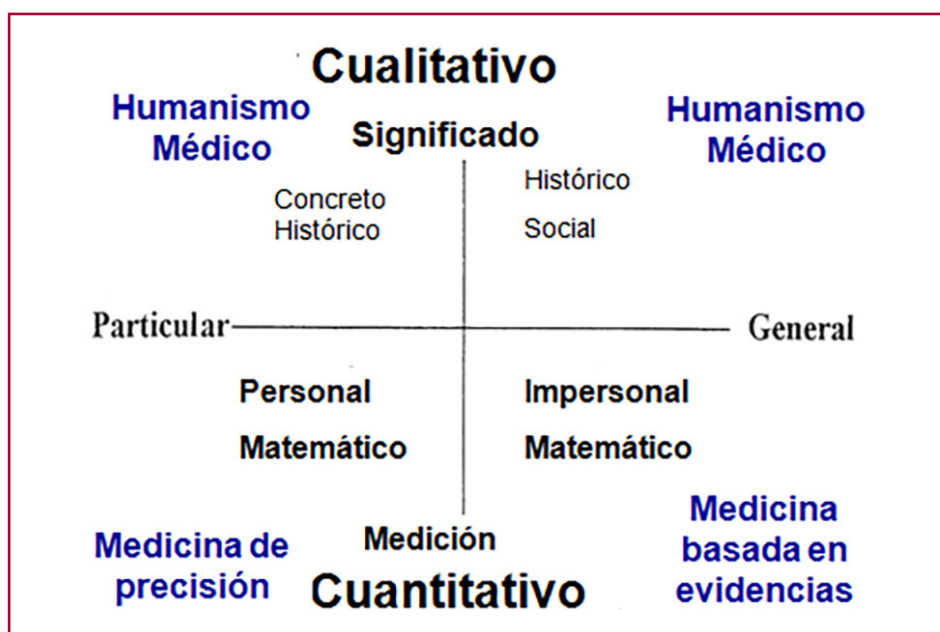 Cualitativo
Humanismo
Médico
Humanismo
Médico
Significado
Concreto
Histórico
Histórico
Social
Particular
General
Personal
Matemático
Impersonal
Matemático
Medicina de
precisión
Medición
Cuantitativo
Medicina
basada en
evidencias